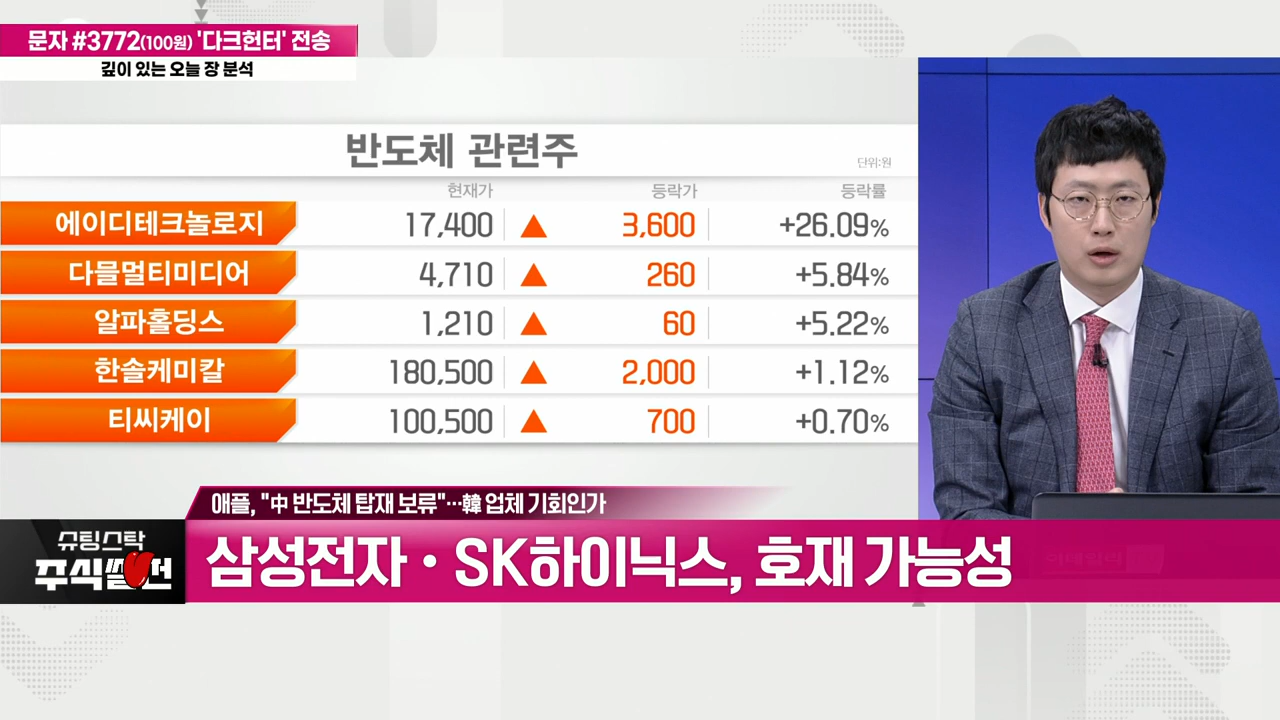 문자 #3772(100원) '다크헌터' 전송
깊이 있는 오늘 장 분석
반도체 관련주
단위:원
현재가 등락가 등락률
에이디테크놀로지 17,400 ▲ 3,600 +26.09%
다믈멀티미디어 4,710 ▲ 260 +5.84%
알파홀딩스 1,210 ▲ 60 +5.22%
한솔케미칼 180,500 ▲ 2,000 +1.12%
티씨케이 100,500 ▲ 700 +0.70%
애플, "中 반도체 탑재 보류"…韓 업체 기회인가
슈팅스탁
주식썰전
삼성전자·SK하이닉스, 호재 가능성
이데일리